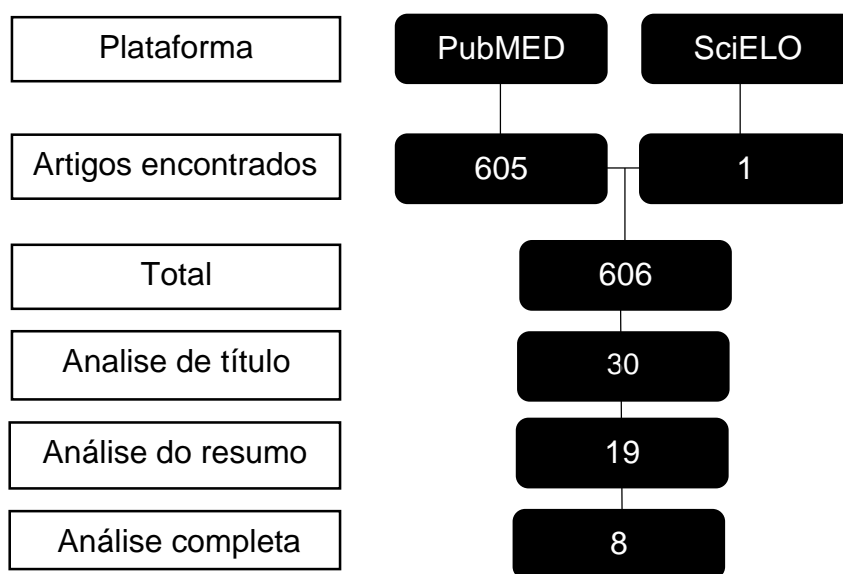 Plataforma
PubMED
SciELO
Artigos encontrados
605
1
Total
606
Analise de título
30
Análise do resumo
19
Análise completa
8